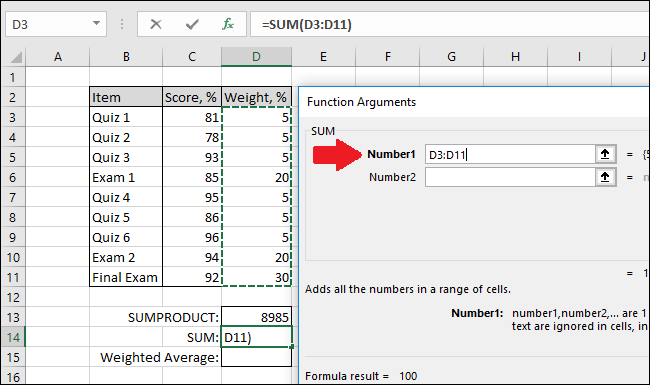 D3 =SUM(D3:D11)
A B C D E F G H I J
1
2 Item Score, % Weight, %
3 Quiz 1 81 5
4 Quiz 2 78 5
5 Quiz 3 93 5
6 Exam 1 85 20
7 Quiz 4 95 5
8 Quiz 5 86 5
9 Quiz 6 96 5
10 Exam 2 94 20
11 Final Exam 92 30
12
13 SUMPRODUCT: 8985
14 SUM: D11)
15 Weighted Average:
16
Function Arguments
SUM
Number1 D3:D11 = {5
Number2 = n
= 1
Adds all the numbers in a range of cells.
Number1: number1,number2,... are 1
text are ignored in cells, in
Formula result = 100